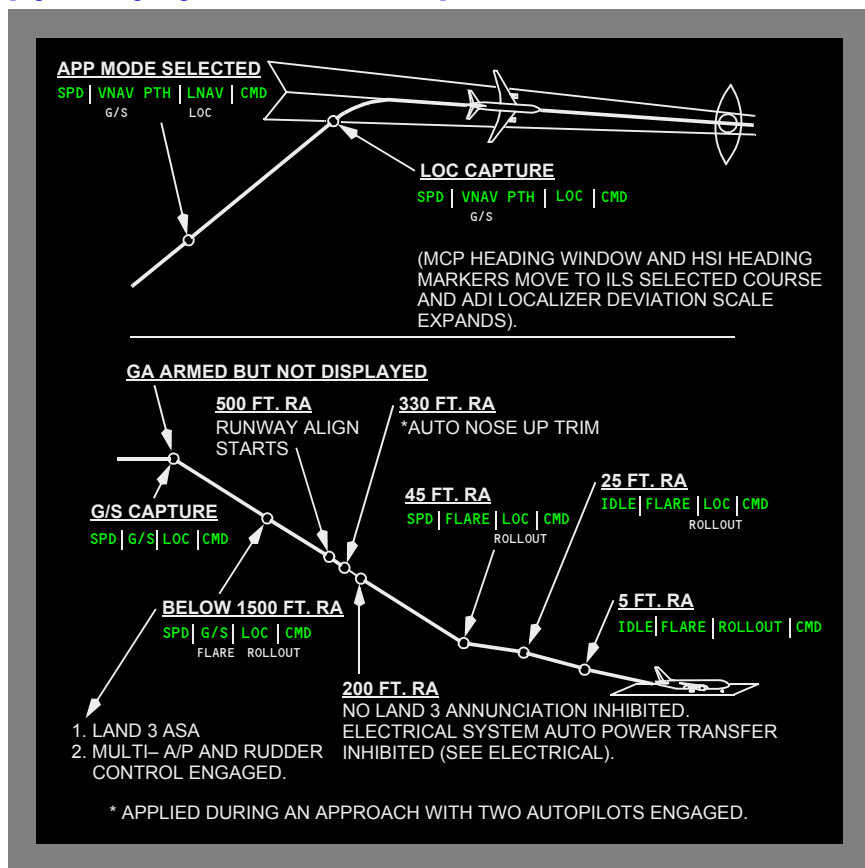 APP MODE SELECTED
SPD | VNAV PTH | LNAV | CMD
G/S LOC
LOC CAPTURE
SPD | VNAV PTH | LOC | CMD
G/S
(MCP HEADING WINDOW AND HSI HEADING
MARKERS MOVE TO ILS SELECTED COURSE
AND ADI LOCALIZER DEVIATION SCALE
EXPANDS).
GA ARMED BUT NOT DISPLAYED
500 FT. RA
RUNWAY ALIGN
STARTS
330 FT. RA
*AUTO NOSE UP TRIM
G/S CAPTURE
SPD | G/S | LOC | CMD
45 FT. RA
SPD | FLARE | LOC | CMD
ROLLOUT
25 FT. RA
IDLE | FLARE | LOC | CMD
ROLLOUT
BELOW 1500 FT. RA
SPD | G/S | LOC | CMD
FLARE ROLLOUT
5 FT. RA
IDLE | FLARE | ROLLOUT | CMD
1. LAND 3 ASA
2. MULTI– A/P AND RUDDER
CONTROL ENGAGED.
200 FT. RA
NO LAND 3 ANNUNCIATION INHIBITED.
ELECTRICAL SYSTEM AUTO POWER TRANSFER
INHIBITED (SEE ELECTRICAL).
* APPLIED DURING AN APPROACH WITH TWO AUTOPILOTS ENGAGED.